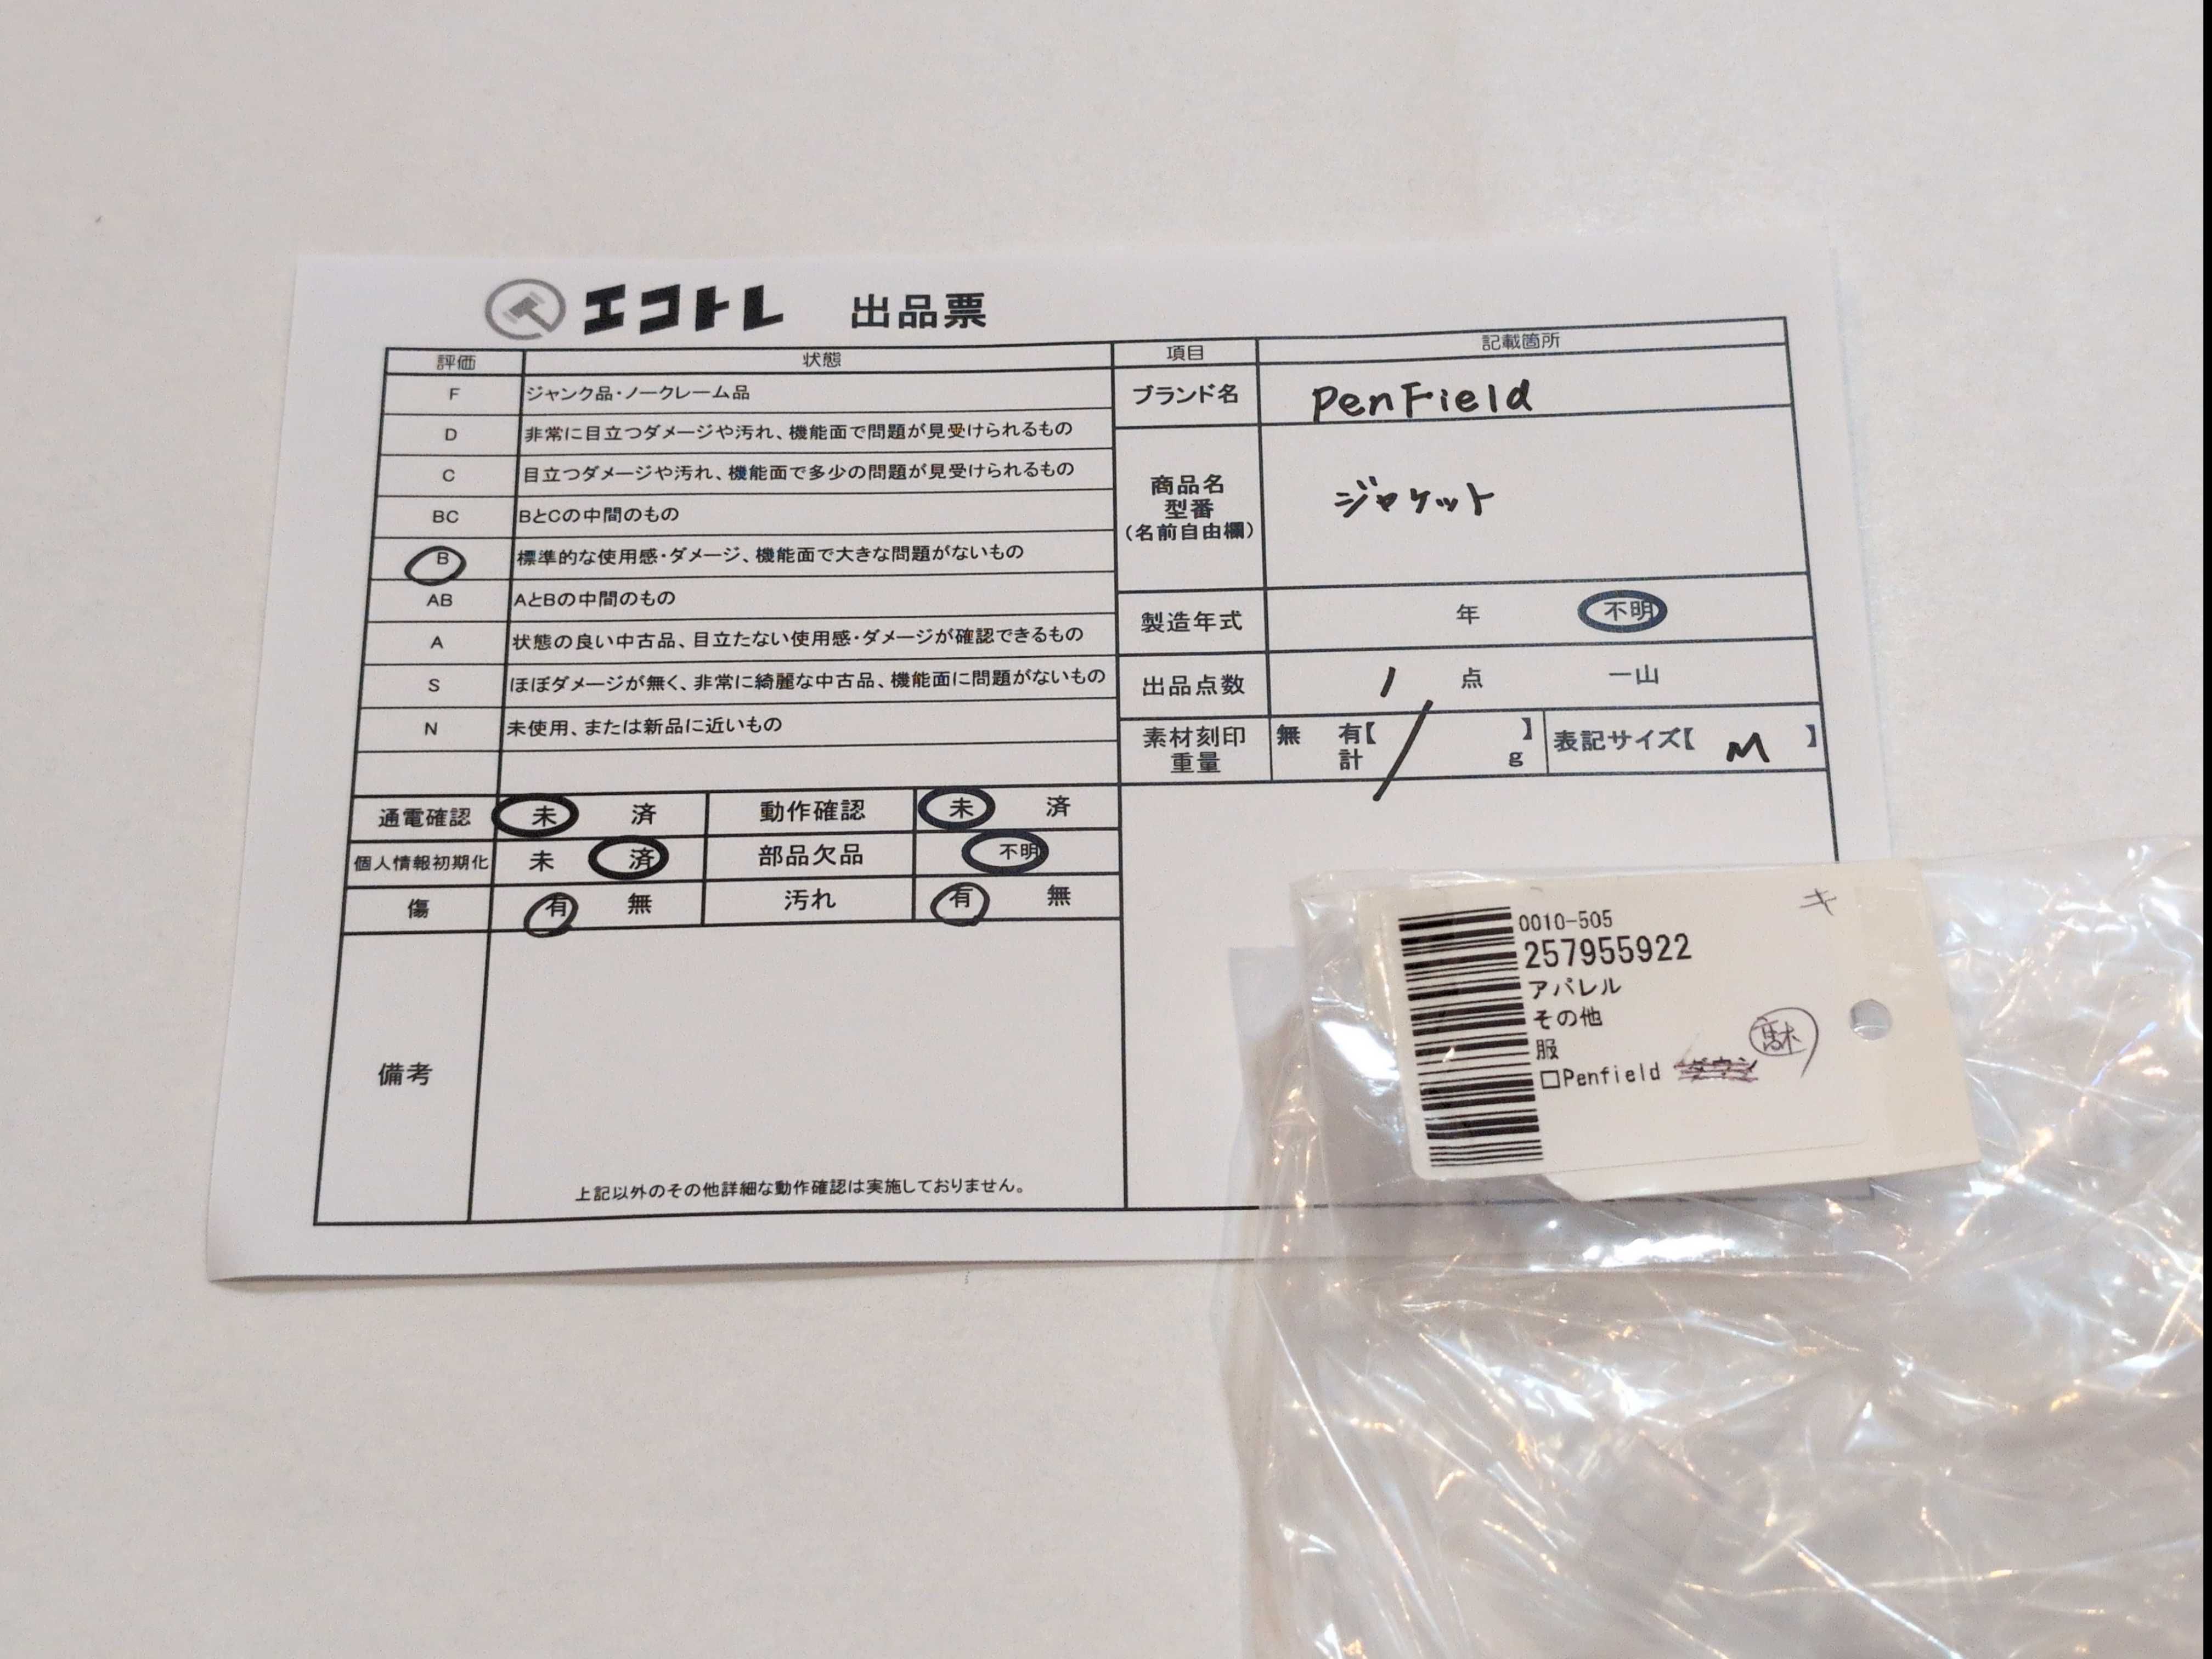 エコトレ 出品票
評価 状態
F ジャンク品・ノークレーム品
D 非常に目立つダメージや汚れ、機能面で問題が見受けられるもの
C 目立つダメージや汚れ、機能面で多少の問題が見受けられるもの
BC BとCの中間のもの
B 標準的な使用感・ダメージ、機能面で大きな問題がないもの
AB AとBの中間のもの
A 状態の良い中古品、目立たない使用感・ダメージが確認できるもの
S ほぼダメージが無く、非常に綺麗な中古品、機能面に問題がないもの
N 未使用、または新品に近いもの
通電確認 未 済 動作確認 未 済
個人情報初期化 未 済 部品欠品 不明
傷 有 無 汚れ 有 無
備考
上記以外のその他詳細な動作確認は実施しておりません。
項目 記載箇所
ブランド名 PenField
商品名
型番
(名前自由欄)
ジャケット
製造年式 年 不明
出品点数 1 点 一山
素材刻印 無 有【 】
重量 計 g
表記サイズ【 M 】
キ
0010-505
257955922
アパレル
その他
服
□Penfield